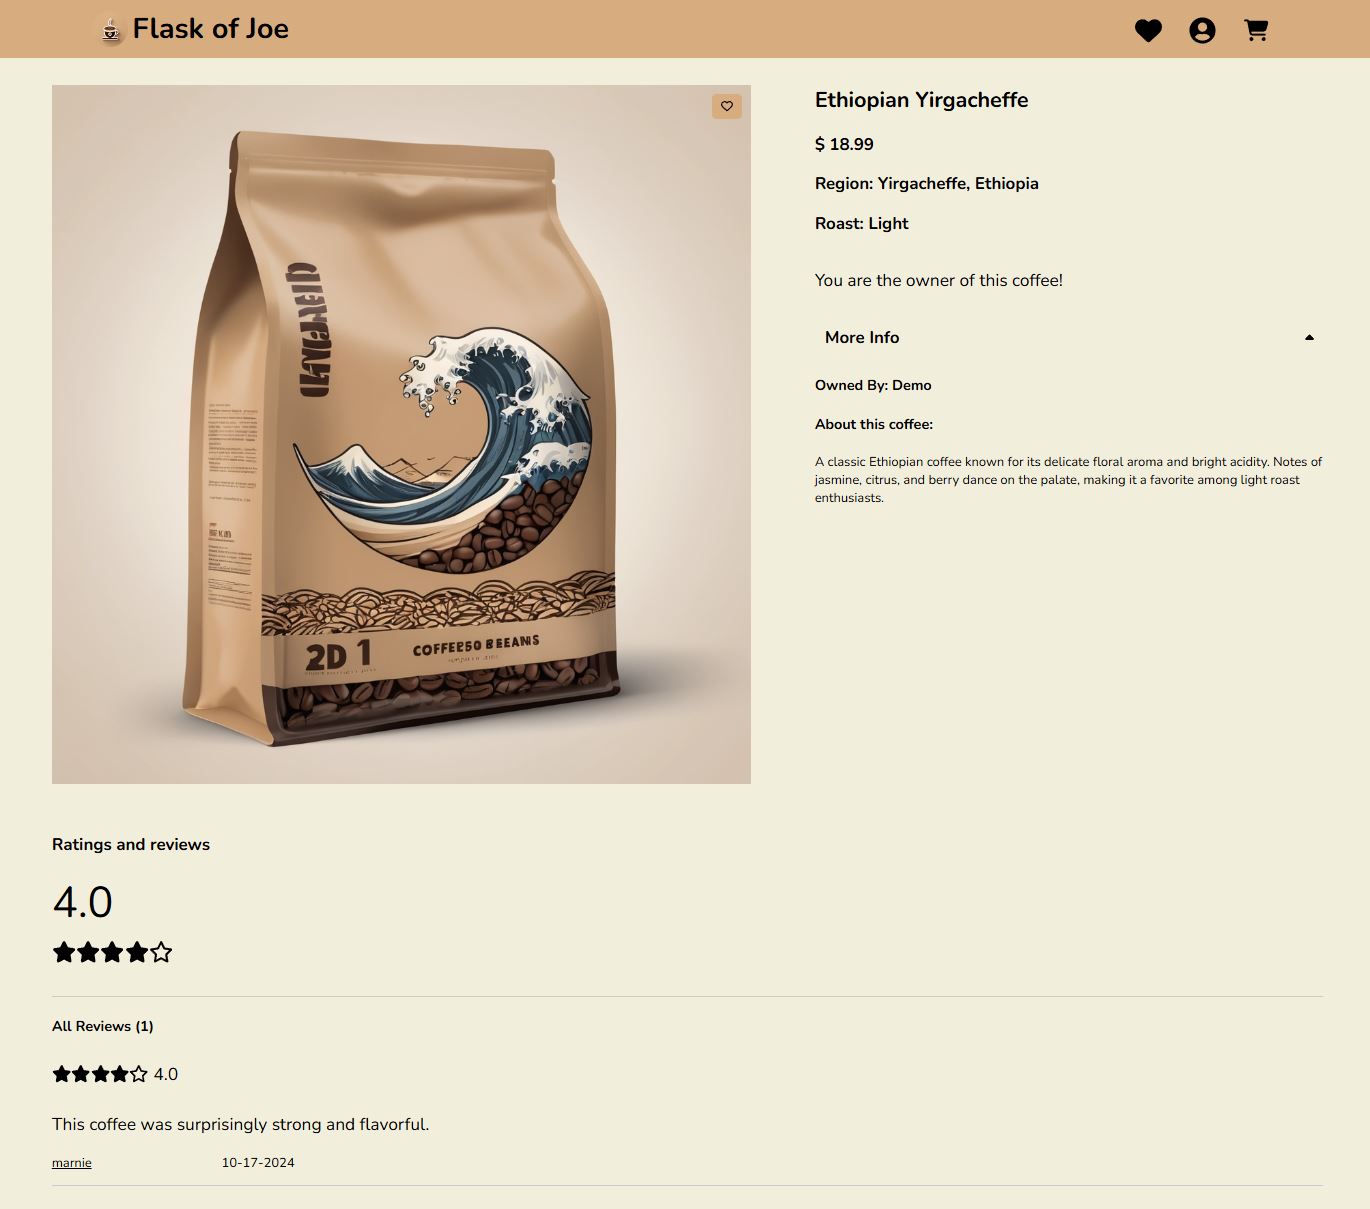 Flask of Joe
Ethiopian Yirgacheffe
$ 18.99
Region: Yirgacheffe, Ethiopia
Roast: Light
You are the owner of this coffee!
More Info
Owned By: Demo
About this coffee:
A classic Ethiopian coffee known for its delicate floral aroma and bright acidity. Notes of
jasmine, citrus, and berry dance on the palate, making it a favorite among light roast
enthusiasts.
2D 1
COFFEE50 BEEANS
Ratings and reviews
4.0
All Reviews (1)
4.0
This coffee was surprisingly strong and flavorful.
marnie 10-17-2024